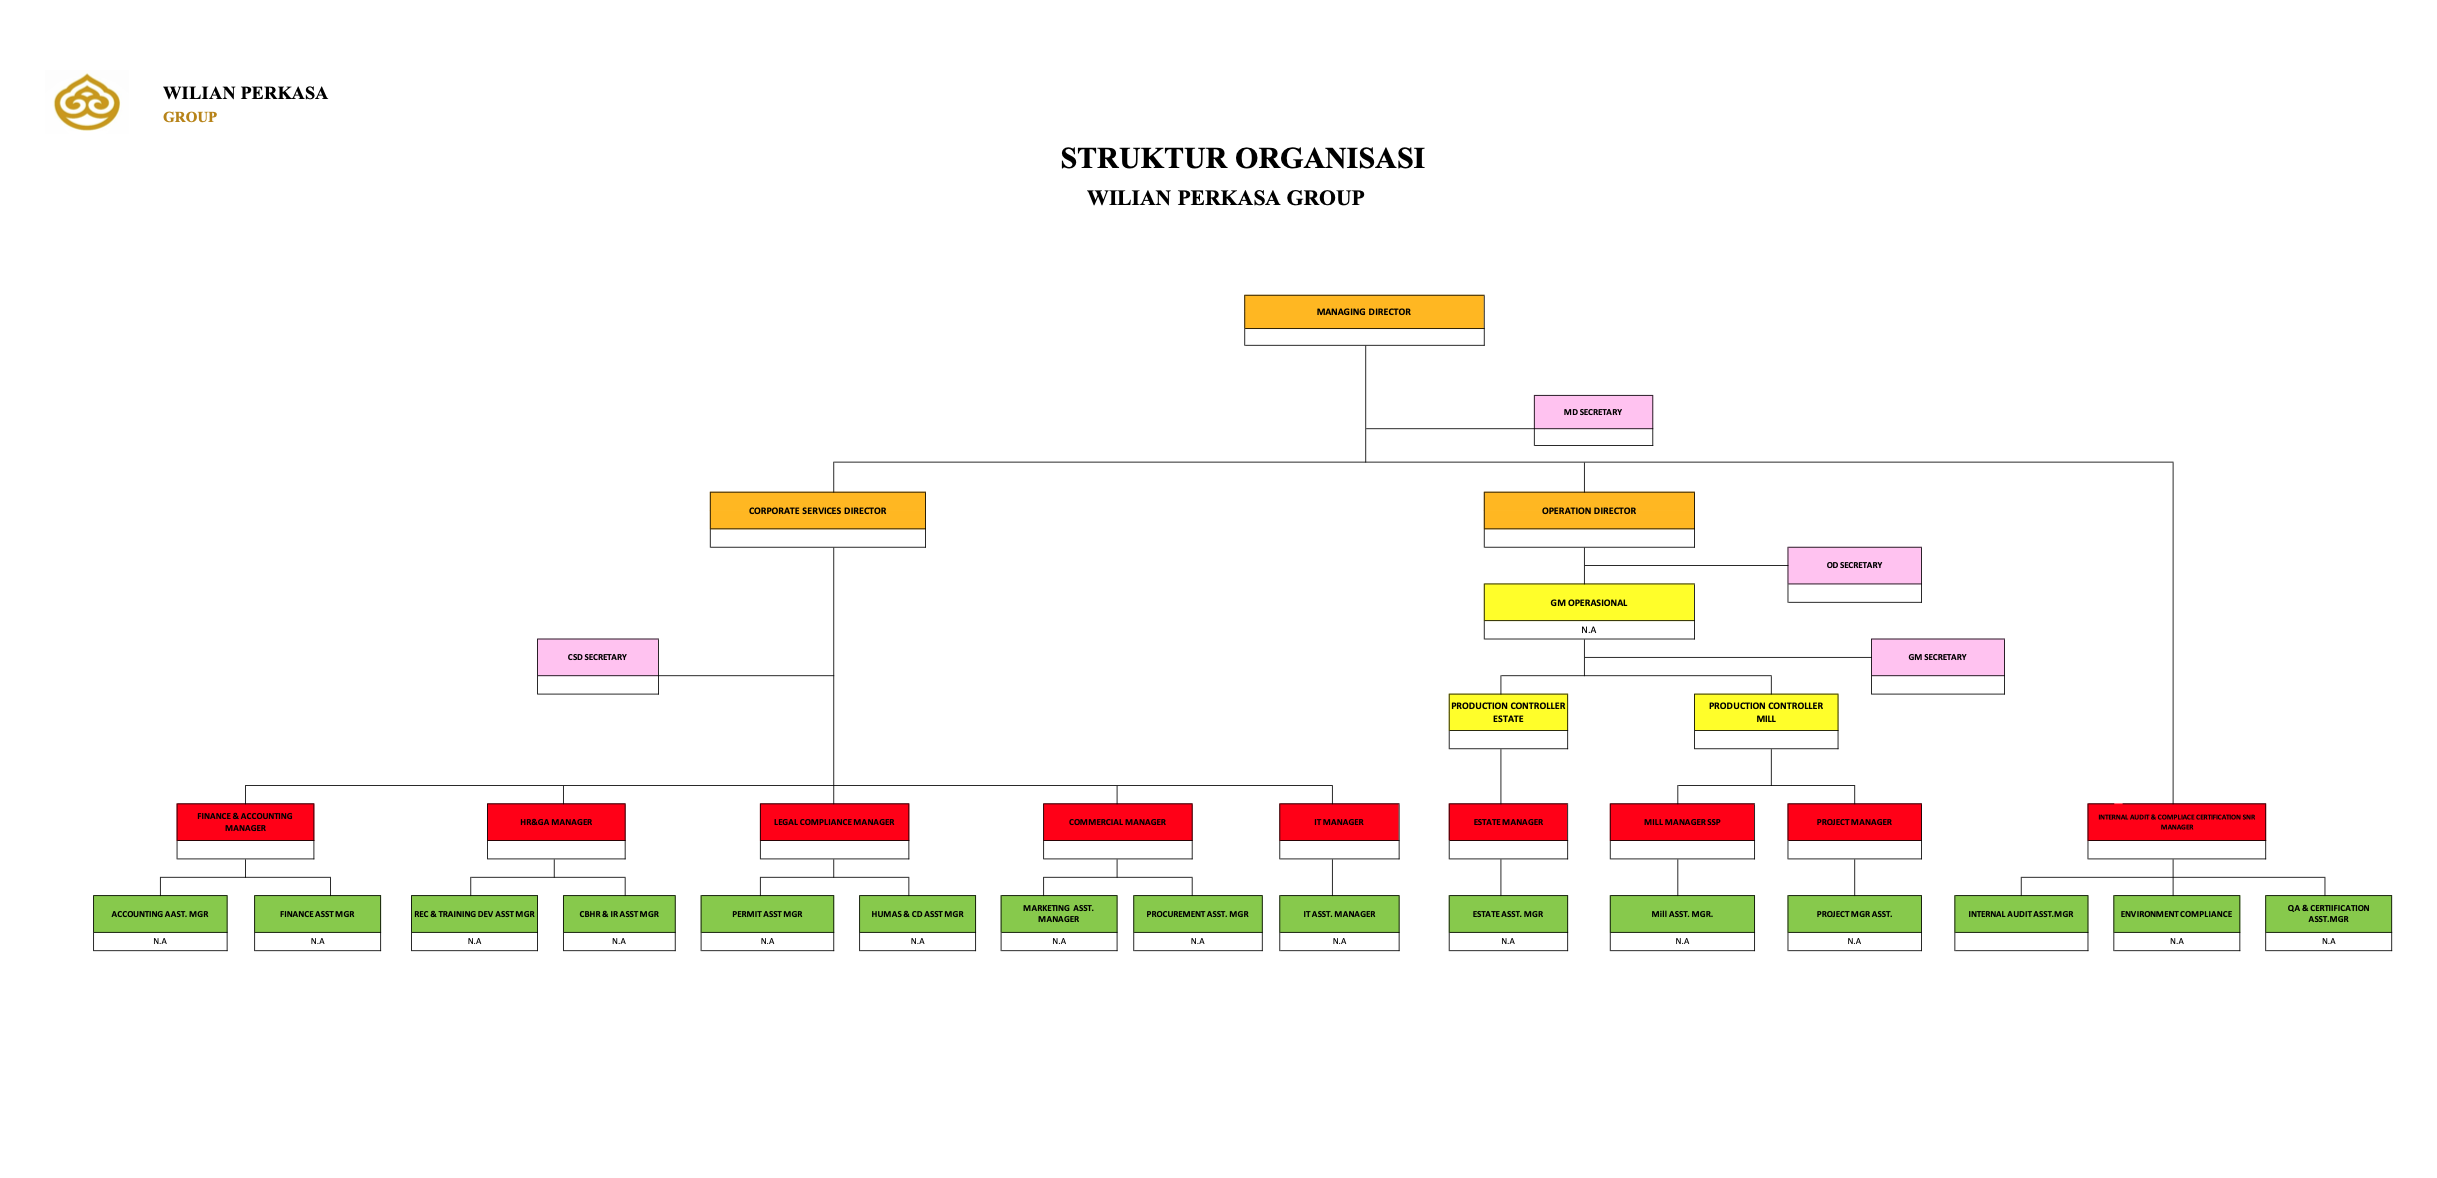 WILIAN PERKASA
GROUP
STRUKTUR ORGANISASI
WILIAN PERKASA GROUP
MANAGING DIRECTOR
MD SECRETARY
CORPORATE SERVICES DIRECTOR
OPERATION DIRECTOR
OD SECRETARY
GM OPERASIONAL
N.A
CSD SECRETARY
GM SECRETARY
PRODUCTION CONTROLLER
ESTATE
PRODUCTION CONTROLLER
MILL
FINANCE & ACCOUNTING
MANAGER
HR&GA MANAGER
LEGAL COMPLIANCE MANAGER
COMMERCIAL MANAGER
IT MANAGER
ESTATE MANAGER
MILL MANAGER SSP
PROJECT MANAGER
INTERNAL AUDIT & COMPLIACE CERTIFICATION SNR
MANAGER
ACCOUNTING AAST. MGR
N.A
FINANCE ASST MGR
N.A
REC & TRAINING DEV ASST MGR
N.A
CBHR & IR ASST MGR
N.A
PERMIT ASST MGR
N.A
HUMAS & CD ASST MGR
N.A
MARKETING ASST.
MANAGER
N.A
PROCUREMENT ASST. MGR
N.A
IT ASST. MANAGER
N.A
ESTATE ASST. MGR
N.A
Mill ASST. MGR.
N.A
PROJECT MGR ASST.
N.A
INTERNAL AUDIT ASST.MGR
ENVIRONMENT COMPLIANCE
N.A
QA & CERTIIFICATION
ASST.MGR
N.A